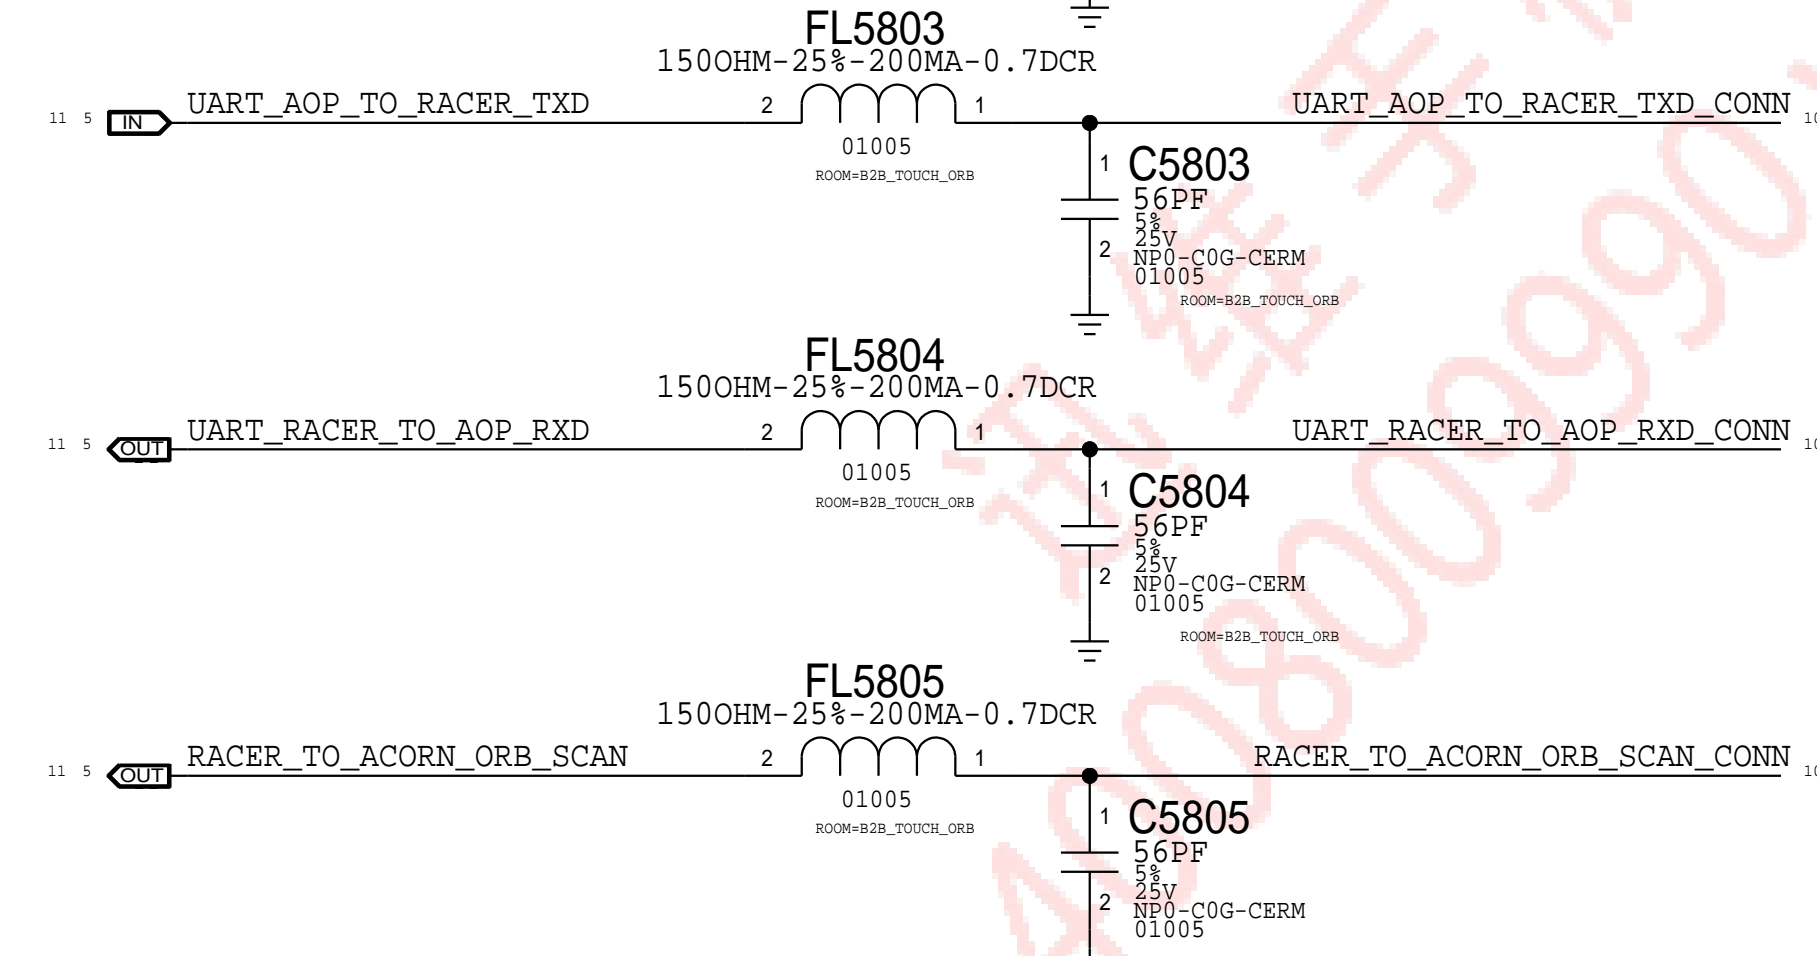 FL5803
150OHM-25%-200MA-0.7DCR
11 5 IN UART_AOP_TO_RACER_TXD 2 1 UART_AOP_TO_RACER_TXD_CONN 10
01005
ROOM=B2B_TOUCH_ORB
1 C5803
56PF
5%
25V
2 NP0-C0G-CERM
01005
ROOM=B2B_TOUCH_ORB
FL5804
150OHM-25%-200MA-0.7DCR
11 5 OUT UART_RACER_TO_AOP_RXD 2 1 UART_RACER_TO_AOP_RXD_CONN 10
01005
ROOM=B2B_TOUCH_ORB
1 C5804
56PF
5%
25V
2 NP0-C0G-CERM
01005
ROOM=B2B_TOUCH_ORB
FL5805
150OHM-25%-200MA-0.7DCR
11 5 OUT RACER_TO_ACORN_ORB_SCAN 2 1 RACER_TO_ACORN_ORB_SCAN_CONN 10
01005
ROOM=B2B_TOUCH_ORB
1 C5805
56PF
5%
25V
2 NP0-C0G-CERM
01005